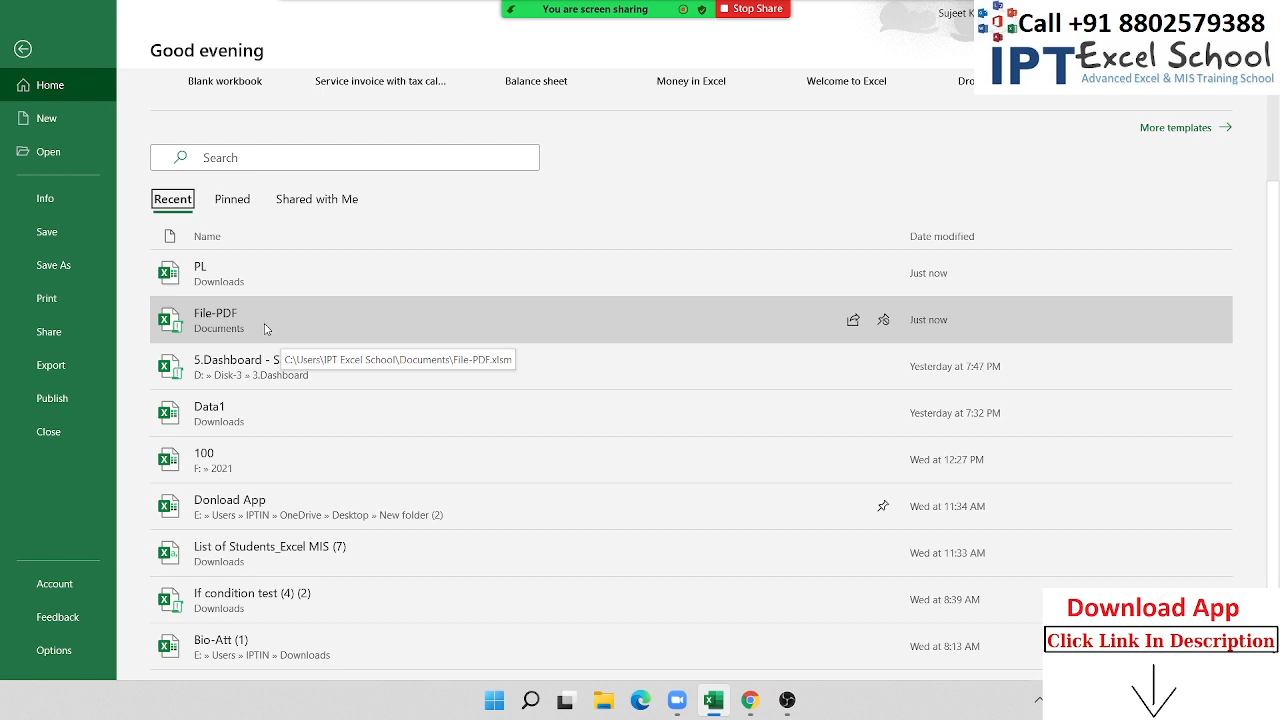 You are screen sharing
Stop Share
Sujeet K
Call +91 8802579388
IPT Excel School
Advanced Excel & MIS Training School
Good evening
Home
New
Open
Info
Save
Save As
Print
Share
Export
Publish
Close
Account
Feedback
Options
Blank workbook
Service invoice with tax cal...
Balance sheet
Money in Excel
Welcome to Excel
Dro
More templates
Search
Recent
Pinned
Shared with Me
Name
Date modified
PL
Downloads
Just now
File-PDF
Documents
Just now
C:\Users\IPT Excel School\Documents\File-PDF.xlsm
5.Dashboard - S
D: » Disk-3 » 3.Dashboard
Yesterday at 7:47 PM
Data1
Downloads
Yesterday at 7:32 PM
100
F: » 2021
Wed at 12:27 PM
Donload App
E: » Users » IPTIN » OneDrive » Desktop » New folder (2)
Wed at 11:34 AM
List of Students_Excel MIS (7)
Downloads
Wed at 11:33 AM
If condition test (4) (2)
Downloads
Wed at 8:39 AM
Bio-Att (1)
E: » Users » IPTIN » Downloads
Wed at 8:13 AM
Download App
Click Link In Description